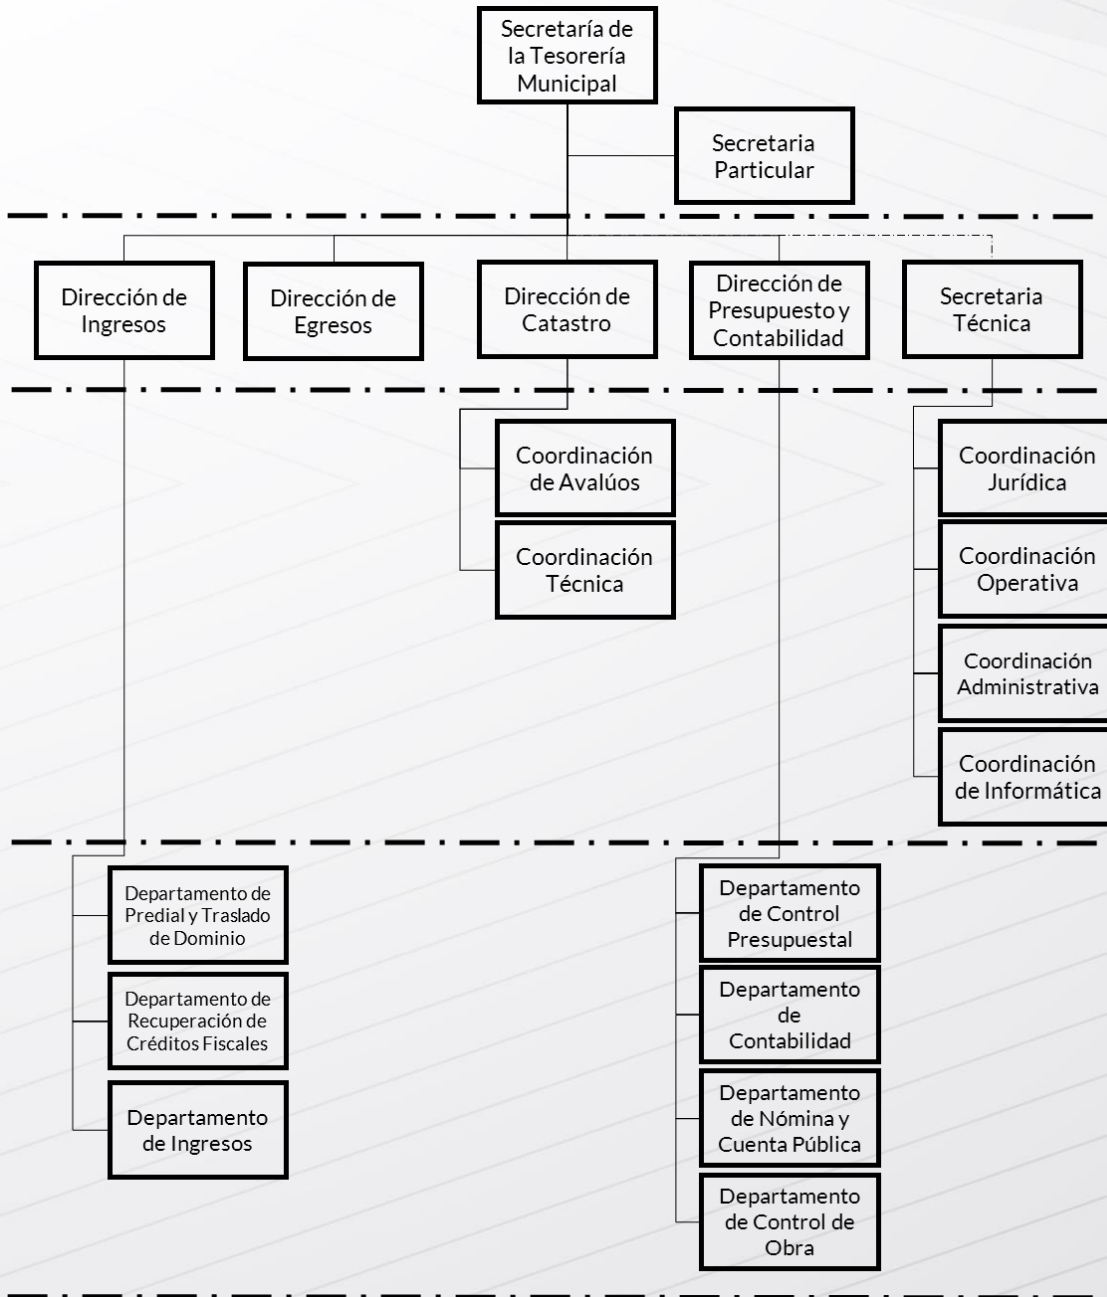 Secretaría de
la Tesorería
Municipal
Secretaria
Particular
Dirección de
Ingresos
Dirección de
Egresos
Dirección de
Catastro
Dirección de
Presupuesto y
Contabilidad
Secretaria
Técnica
Coordinación
de Avalúos
Coordinación
Técnica
Coordinación
Jurídica
Coordinación
Operativa
Coordinación
Administrativa
Coordinación
de Informática
Departamento de
Predial y Traslado
de Dominio
Departamento de
Recuperación de
Créditos Fiscales
Departamento
de Ingresos
Departamento
de Control
Presupuestal
Departamento
de
Contabilidad
Departamento
de Nómina y
Cuenta Pública
Departamento
de Control de
Obra